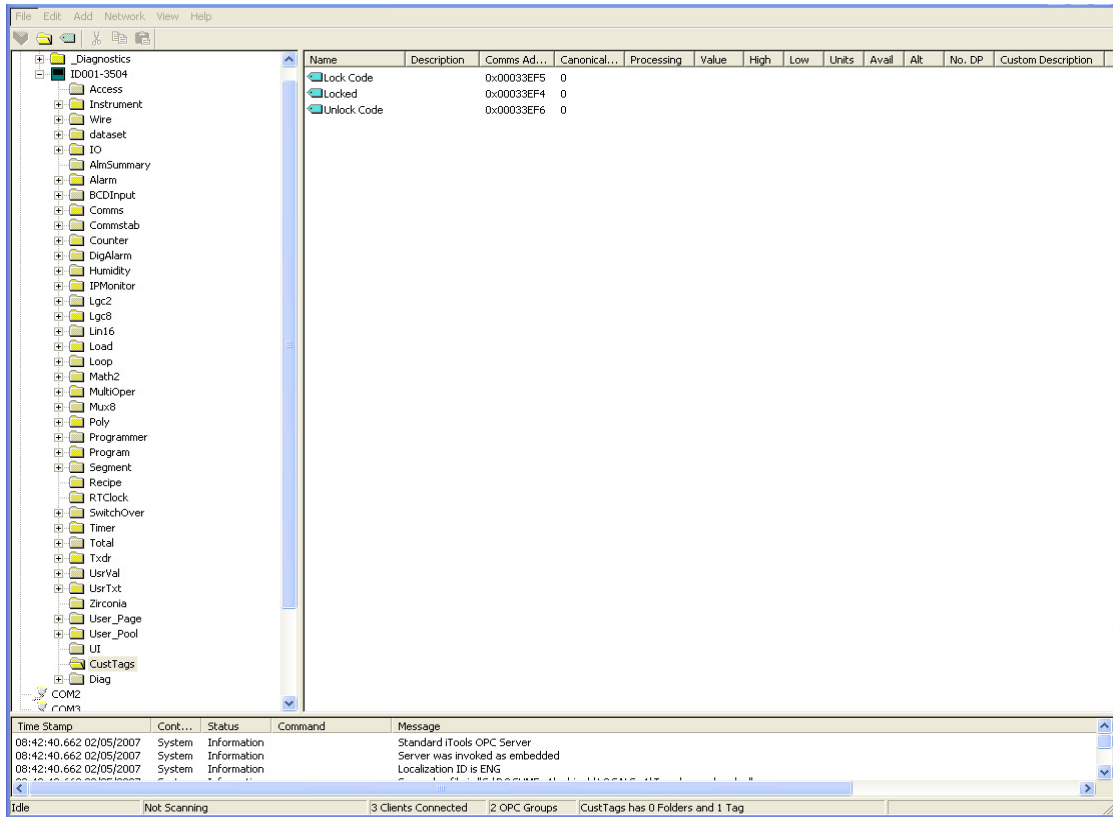 File Edit Add Network View Help
_Diagnostics
ID001-3504
Access
Instrument
Wire
dataset
IO
AlmSummary
Alarm
BCDInput
Comms
Commstab
Counter
DigAlarm
Humidity
IPMonitor
Lgc2
Lgc8
Lin16
Load
Loop
Math2
MultiOper
Mux8
Poly
Programmer
Program
Segment
Recipe
RTClock
SwitchOver
Timer
Total
Txdr
UsrVal
UsrTxt
Zirconia
User_Page
User_Pool
UI
CustTags
Diag
COM2
COM3
Name Description Comms Ad... Canonical... Processing Value High Low Units Avail Alt No. DP Custom Description
Lock Code 0x00033EF5 0
Locked 0x00033EF4 0
Unlock Code 0x00033EF6 0
Time Stamp Cont... Status Command Message
08:42:40.662 02/05/2007 System Information Standard iTools OPC Server
08:42:40.662 02/05/2007 System Information Server was invoked as embedded
08:42:40.662 02/05/2007 System Information Localization ID is ENG
Idle Not Scanning 3 Clients Connected 2 OPC Groups CustTags has 0 Folders and 1 Tag